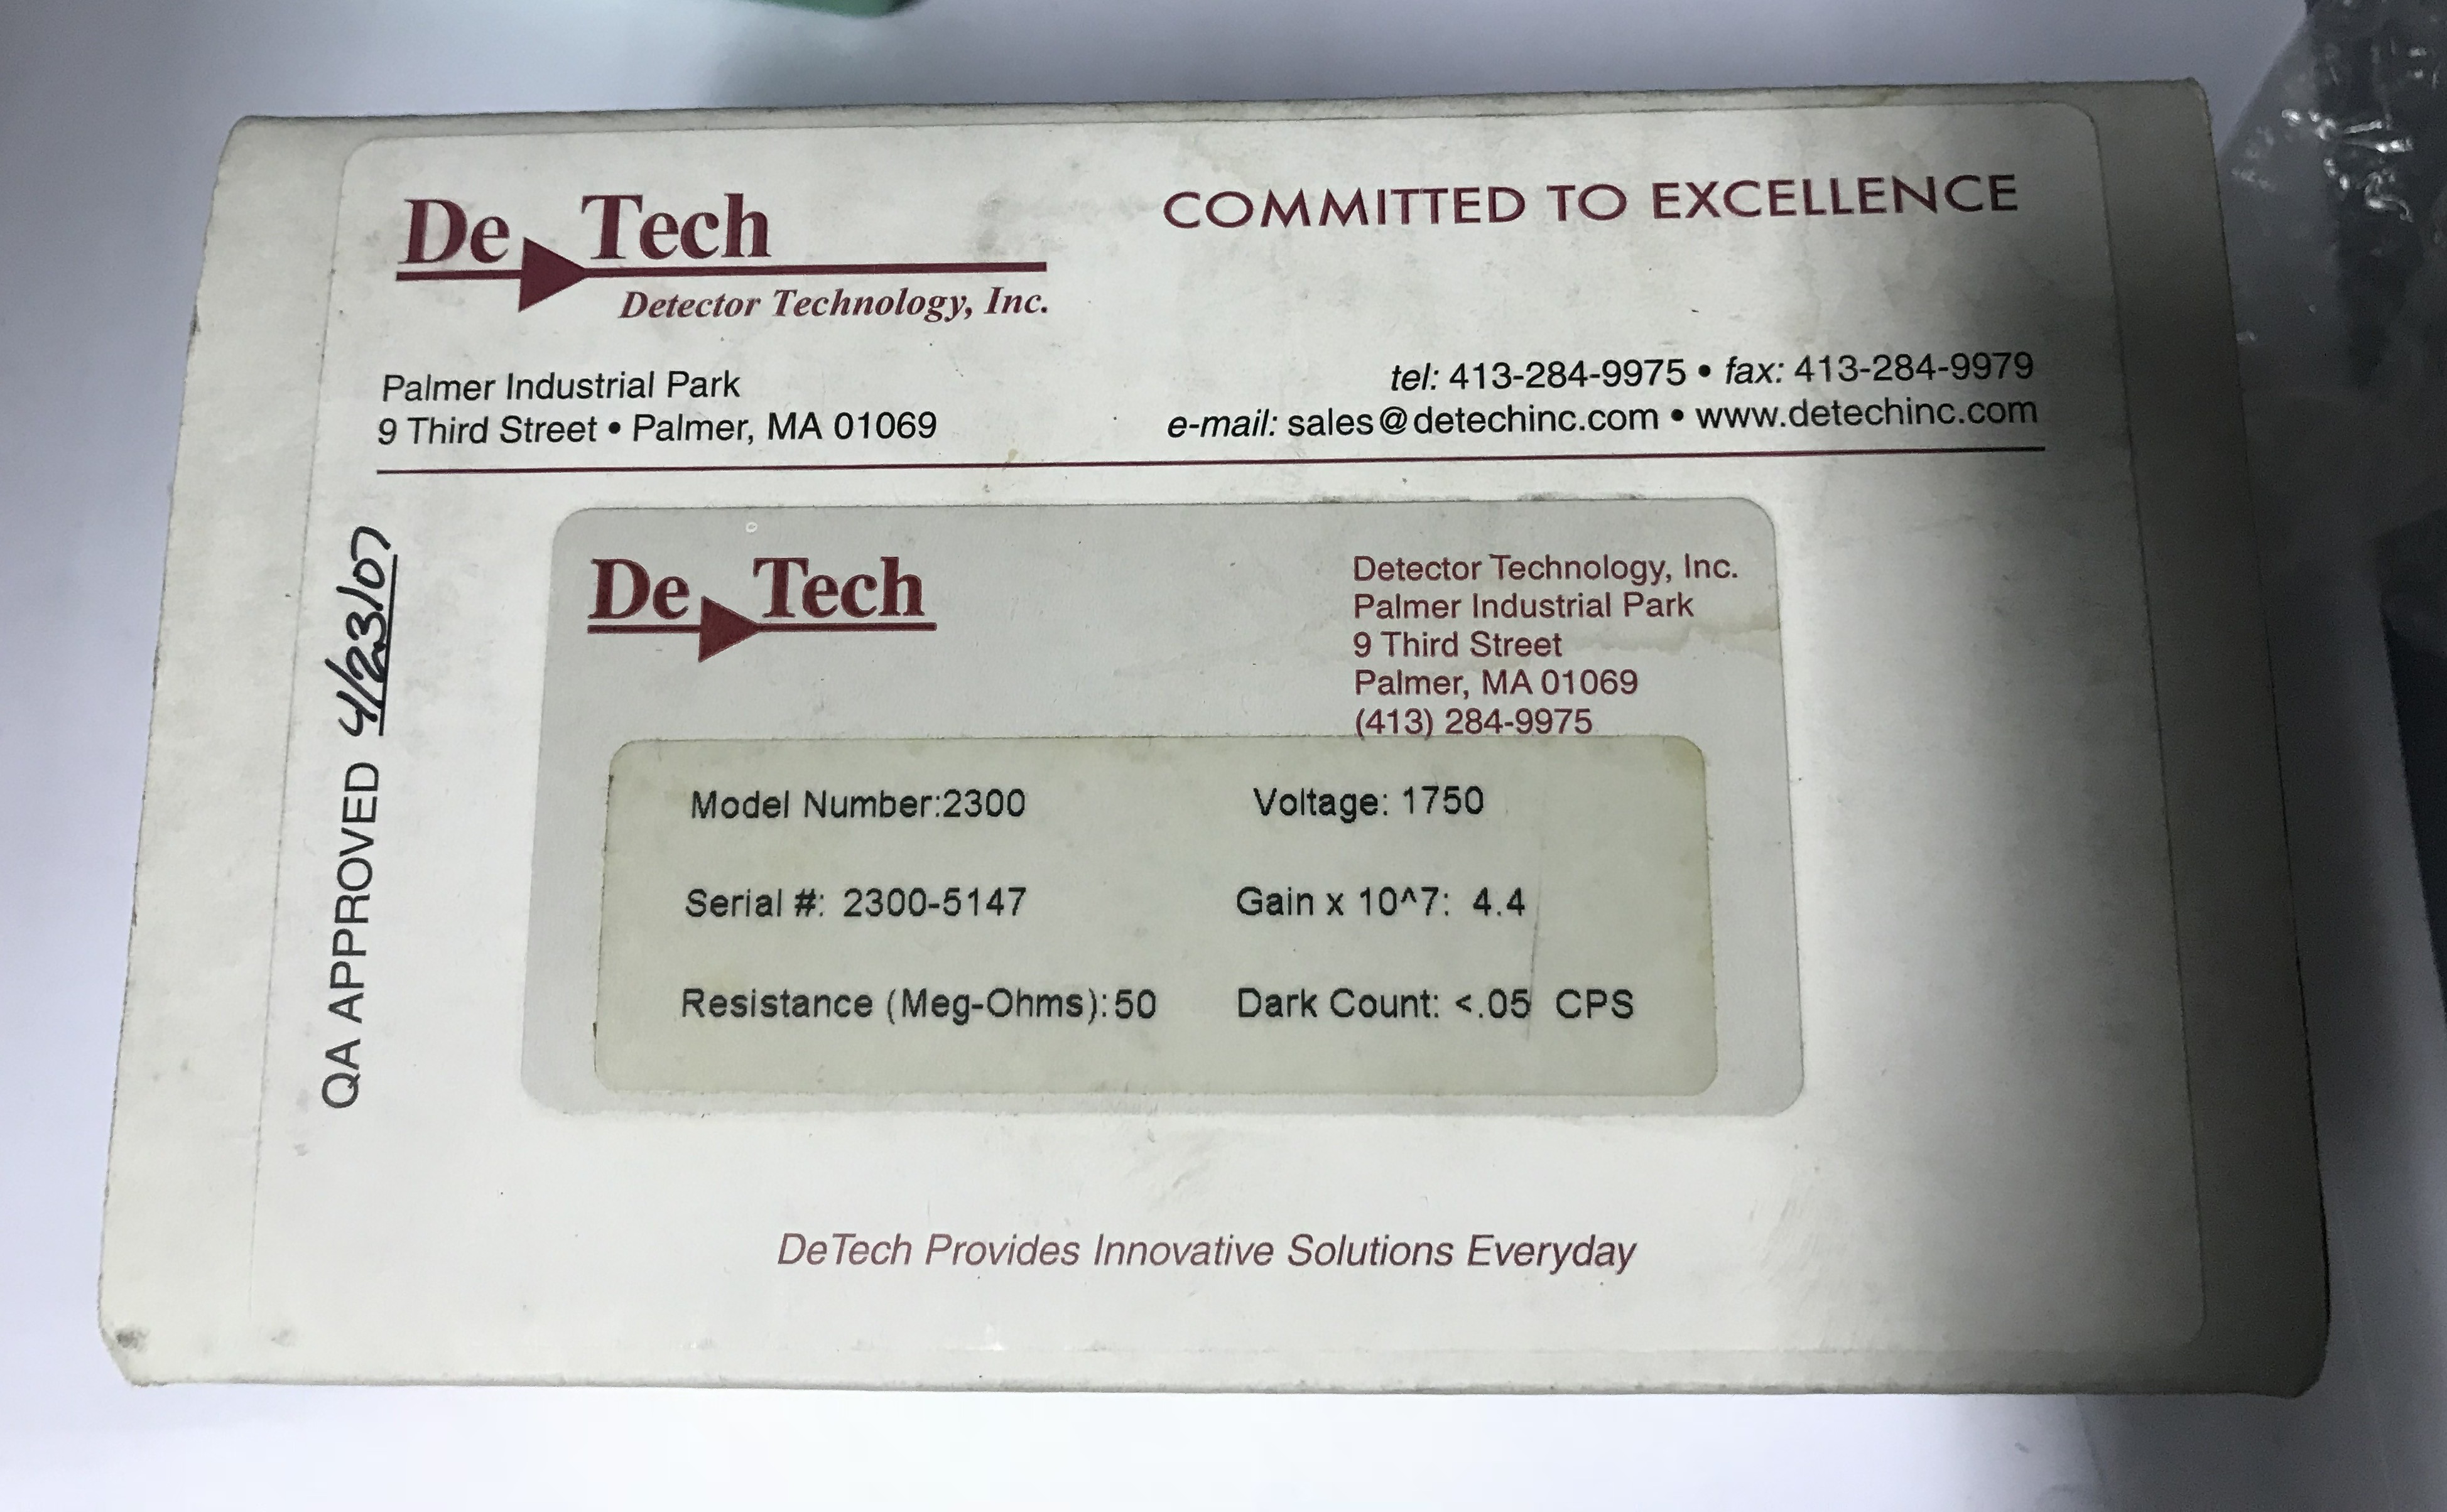 De Tech
Detector Technology, Inc.
COMMITTED TO EXCELLENCE
Palmer Industrial Park
9 Third Street • Palmer, MA 01069
tel: 413-284-9975 • fax: 413-284-9979
e-mail: sales@detechinc.com • www.detechinc.com
QA APPROVED 4/23/07
De Tech
Detector Technology, Inc.
Palmer Industrial Park
9 Third Street
Palmer, MA 01069
(413) 284-9975
Model Number:2300
Voltage: 1750
Serial #: 2300-5147
Gain x 10^7: 4.4
Resistance (Meg-Ohms):50
Dark Count: <.05 CPS
DeTech Provides Innovative Solutions Everyday